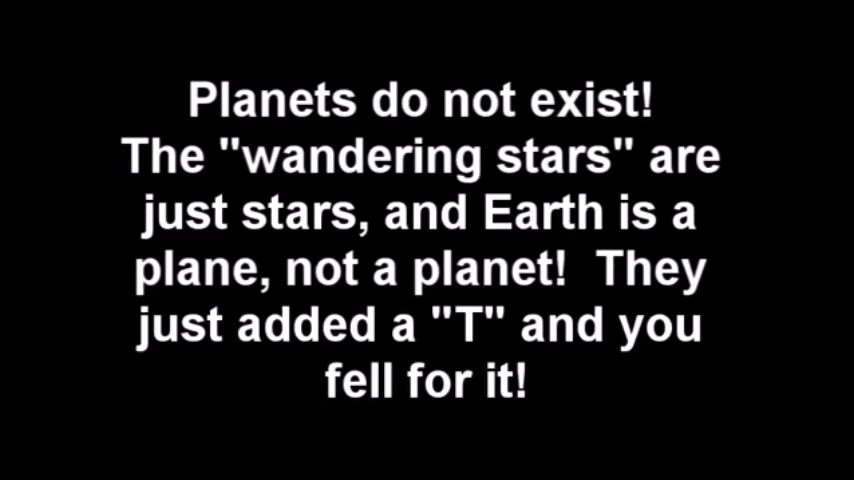 Planets do not exist!
The "wandering stars" are
just stars, and Earth is a
plane, not a planet!  They
just added a "T" and you
fell for it!